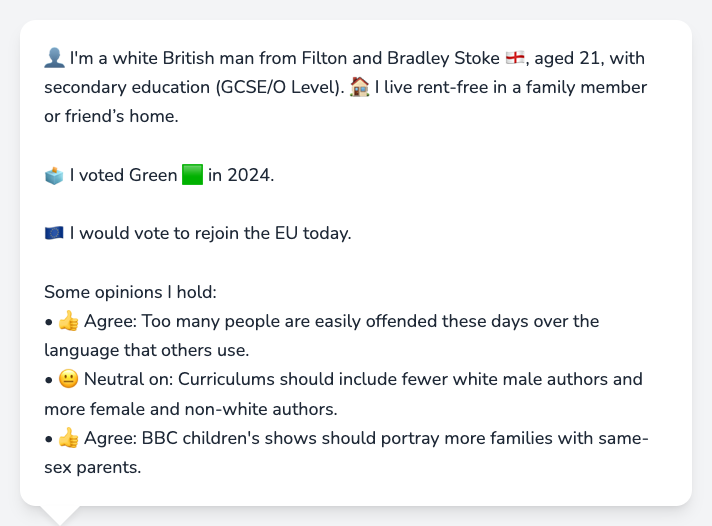 👤 I'm a white British man from Filton and Bradley Stoke 🏴󠁧󠁢󠁥󠁮󠁧󠁿, aged 21, with
secondary education (GCSE/O Level). 🏠 I live rent-free in a family member
or friend’s home.
🗳️ I voted Green 🟩 in 2024.
🇪🇺 I would vote to rejoin the EU today.
Some opinions I hold:
• 👍 Agree: Too many people are easily offended these days over the
language that others use.
• 😐 Neutral on: Curriculums should include fewer white male authors and
more female and non-white authors.
• 👍 Agree: BBC children's shows should portray more families with same-
sex parents.